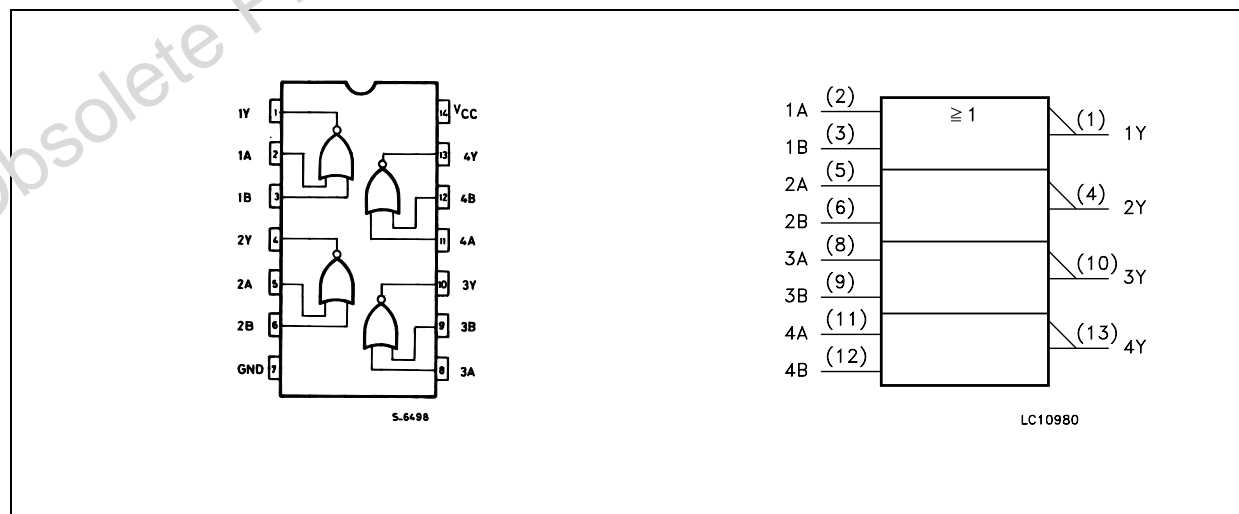 obsolete P
1Y 1
1A 2
1B 3
2Y 4
2A 5
2B 6
GND 7
14 VCC
13 4Y
12 4B
11 4A
10 3Y
9 3B
8 3A
S-6498
1A (2)
1B (3)
2A (5)
2B (6)
3A (8)
3B (9)
4A (11)
4B (12)
≧ 1
(1) 1Y
(4) 2Y
(10) 3Y
(13) 4Y
LC10980